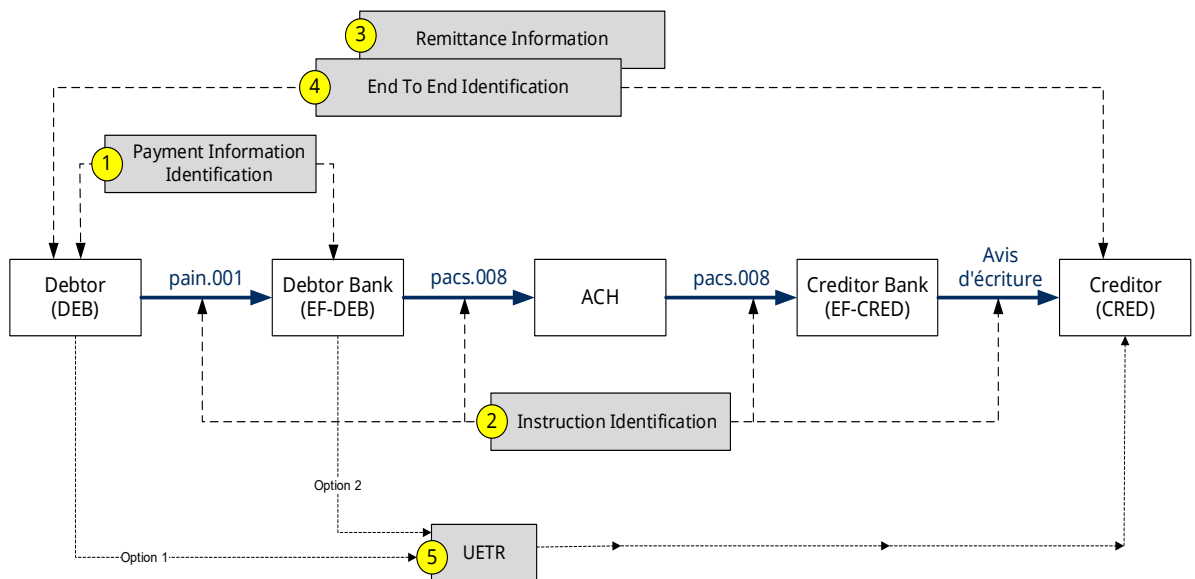 3
Remittance Information
4
End To End Identification
1
Payment Information
Identification
Debtor
(DEB)
pain.001
Debtor Bank
(EF-DEB)
pacs.008
ACH
pacs.008
Creditor Bank
(EF-CRED)
Avis
d'écriture
Creditor
(CRED)
2
Instruction Identification
Option 2
Option 1
5
UETR